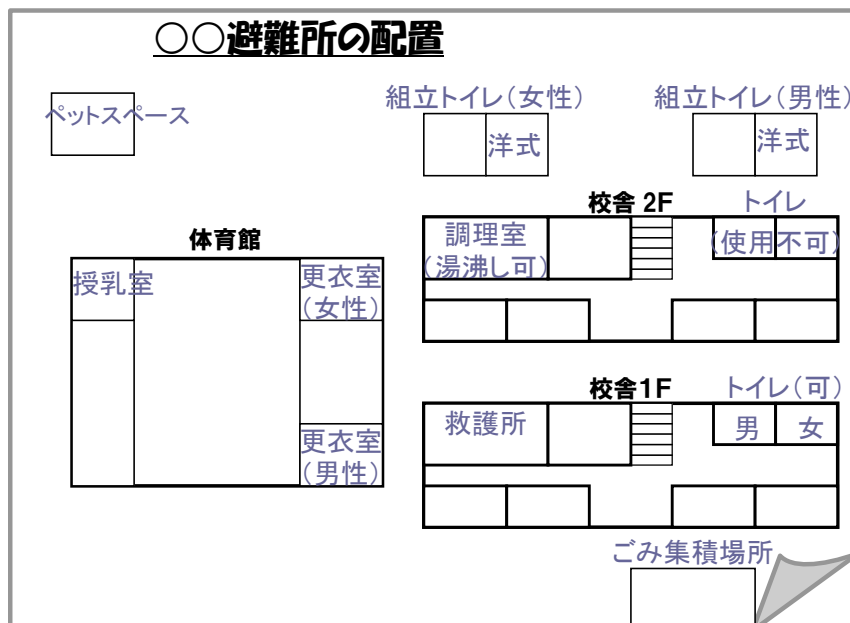 ○○避難所の配置
ペットスペース
組立トイレ(女性)
洋式
組立トイレ(男性)
洋式
体育館
授乳室
更衣室
(女性)
更衣室
(男性)
校舎 2F
トイレ
(使用不可)
調理室
(湯沸し可)
校舎1F
トイレ(可)
救護所
男
女
ごみ集積場所